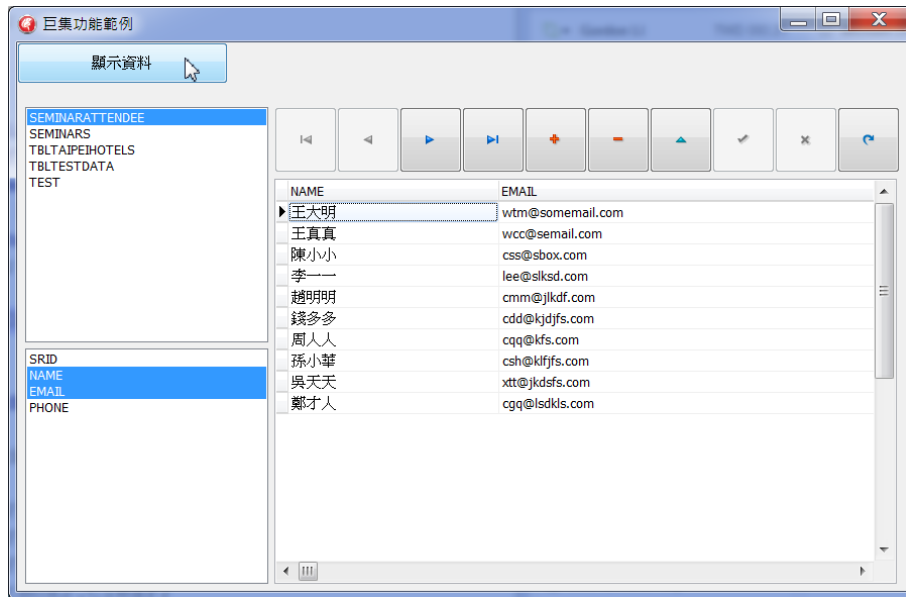 巨集功能範例
顯示資料
SEMINARATTENDEE
SEMINARS
TBLTAIPEIHOTELS
TBLTESTDATA
TEST
SRID
NAME
EMAIL
PHONE
NAME EMAIL
王大明 wtm@somemail.com
王真真 wcc@semail.com
陳小小 css@sbox.com
李一一 lee@slksd.com
趙明明 cmm@jlkdf.com
錢多多 cdd@kjdjfs.com
周人人 cqq@kfs.com
孫小華 csh@klfjfs.com
吳天天 xtt@jkdsfs.com
鄭才人 cgq@lsdkls.com